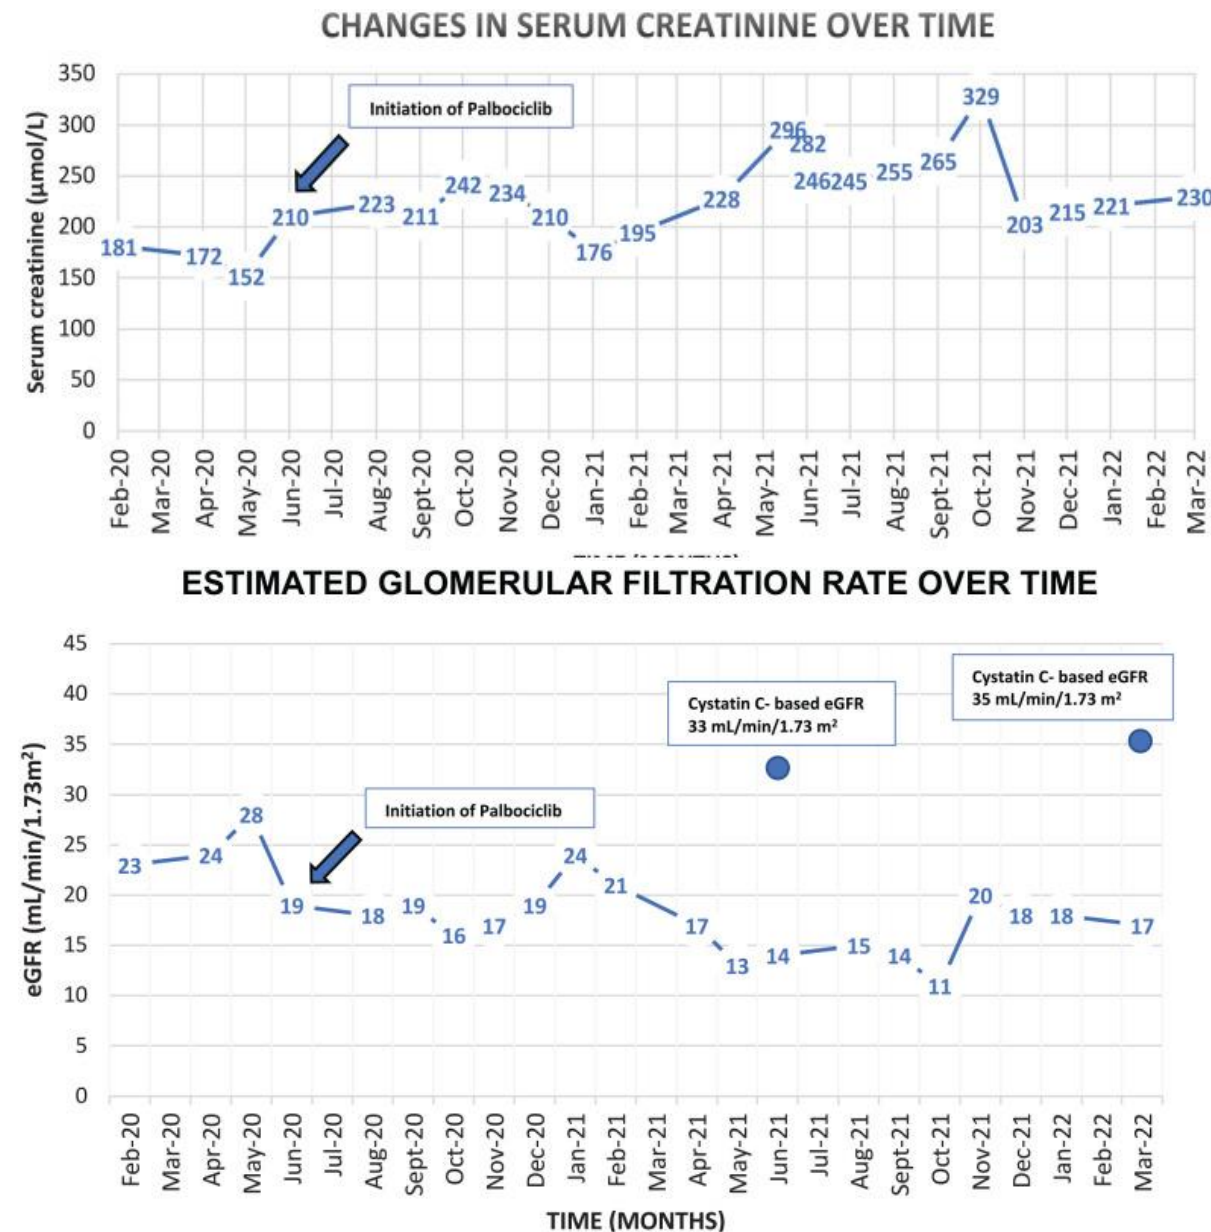 CHANGES IN SERUM CREATININE OVER TIME
Serum creatinine (µmol/L)
350
300
250
200
150
100
50
0
Initiation of Palbociclib
181
172
152
210
223
211
242
234
210
176
195
228
296
282
246
245
255
265
329
203
215
221
230
Feb-20
Mar-20
Apr-20
May-20
Jun-20
Jul-20
Aug-20
Sept-20
Oct-20
Nov-20
Dec-20
Jan-21
Feb-21
Mar-21
Apr-21
May-21
Jun-21
Jul-21
Aug-21
Sept-21
Oct-21
Nov-21
Dec-21
Jan-22
Feb-22
Mar-22
TIME (MONTHS)
ESTIMATED GLOMERULAR FILTRATION RATE OVER TIME
eGFR (mL/min/1.73m²)
45
40
35
30
25
20
15
10
5
0
Cystatin C- based eGFR
33 mL/min/1.73 m²
Cystatin C- based eGFR
35 mL/min/1.73 m²
Initiation of Palbociclib
23
24
28
19
18
19
16
17
19
24
21
17
13
14
15
14
11
20
18
18
17
Feb-20
Mar-20
Apr-20
May-20
Jun-20
Jul-20
Aug-20
Sept-20
Oct-20
Nov-20
Dec-20
Jan-21
Feb-21
Mar-21
Apr-21
May-21
Jun-21
Jul-21
Aug-21
Sept-21
Oct-21
Nov-21
Dec-21
Jan-22
Feb-22
Mar-22
TIME (MONTHS)